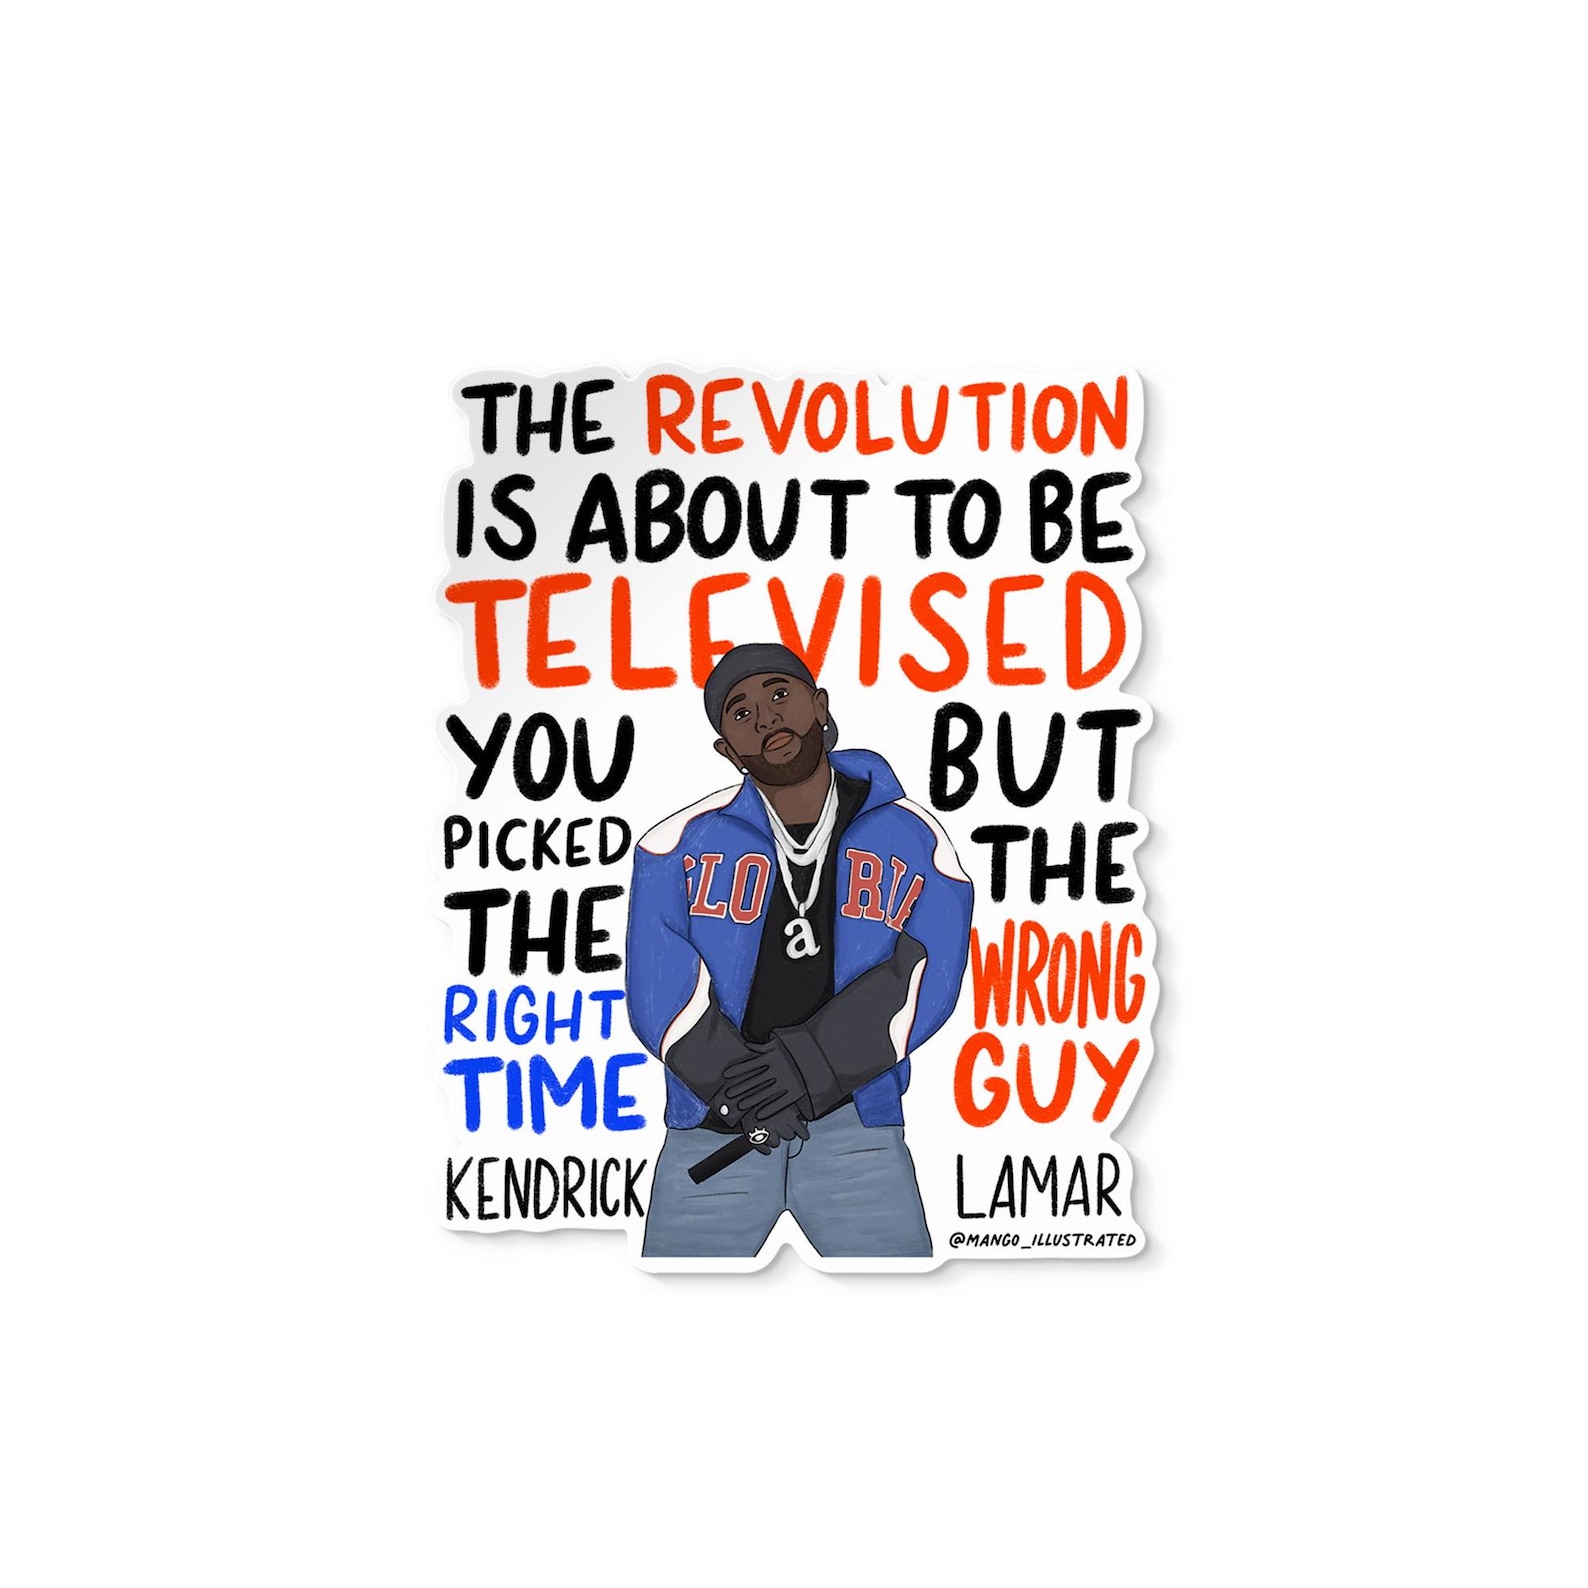 THE REVOLUTION
IS ABOUT TO BE
TELEVISED
YOU
PICKED
THE
RIGHT
TIME
BUT
THE
WRONG
GUY
GLORIA
a
KENDRICK LAMAR
@MANGO_ILLUSTRATED